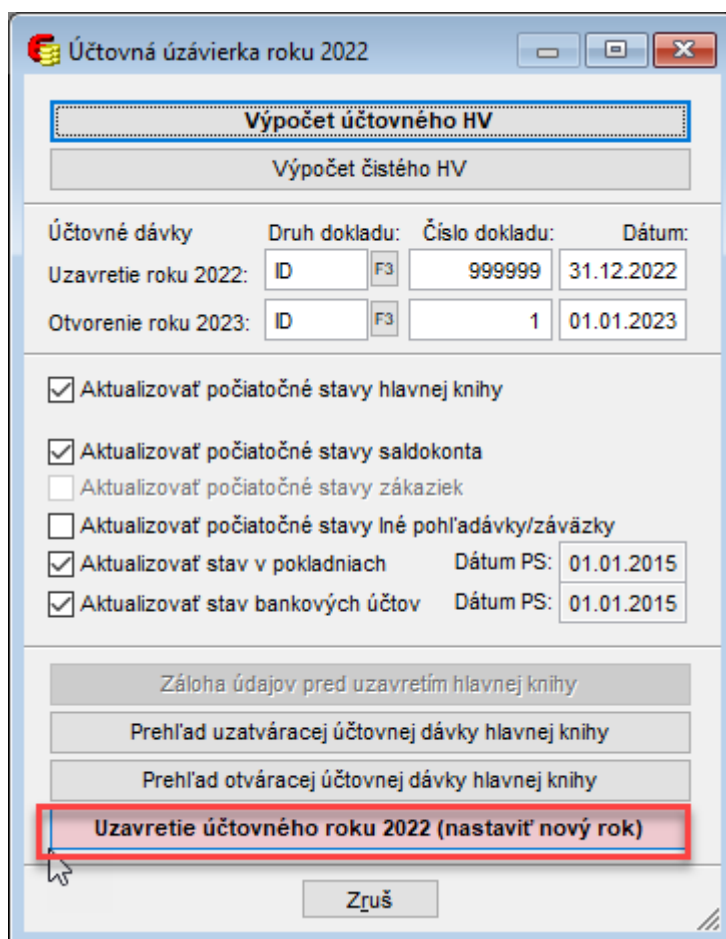 Účtovná úzávierka roku 2022
Výpočet účtovného HV
Výpočet čistého HV
Účtovné dávky Druh dokladu: Číslo dokladu: Dátum:
Uzavretie roku 2022: ID F3 999999 31.12.2022
Otvorenie roku 2023: ID F3 1 01.01.2023
Aktualizovať počiatočné stavy hlavnej knihy
Aktualizovať počiatočné stavy saldokonta
Aktualizovať počiatočné stavy zákaziek
Aktualizovať počiatočné stavy Iné pohľadávky/záväzky
Aktualizovať stav v pokladniach Dátum PS: 01.01.2015
Aktualizovať stav bankových účtov Dátum PS: 01.01.2015
Záloha údajov pred uzavretím hlavnej knihy
Prehľad uzatváracej účtovnej dávky hlavnej knihy
Prehľad otváracej účtovnej dávky hlavnej knihy
Uzavretie účtovného roku 2022 (nastaviť nový rok)
Zruš